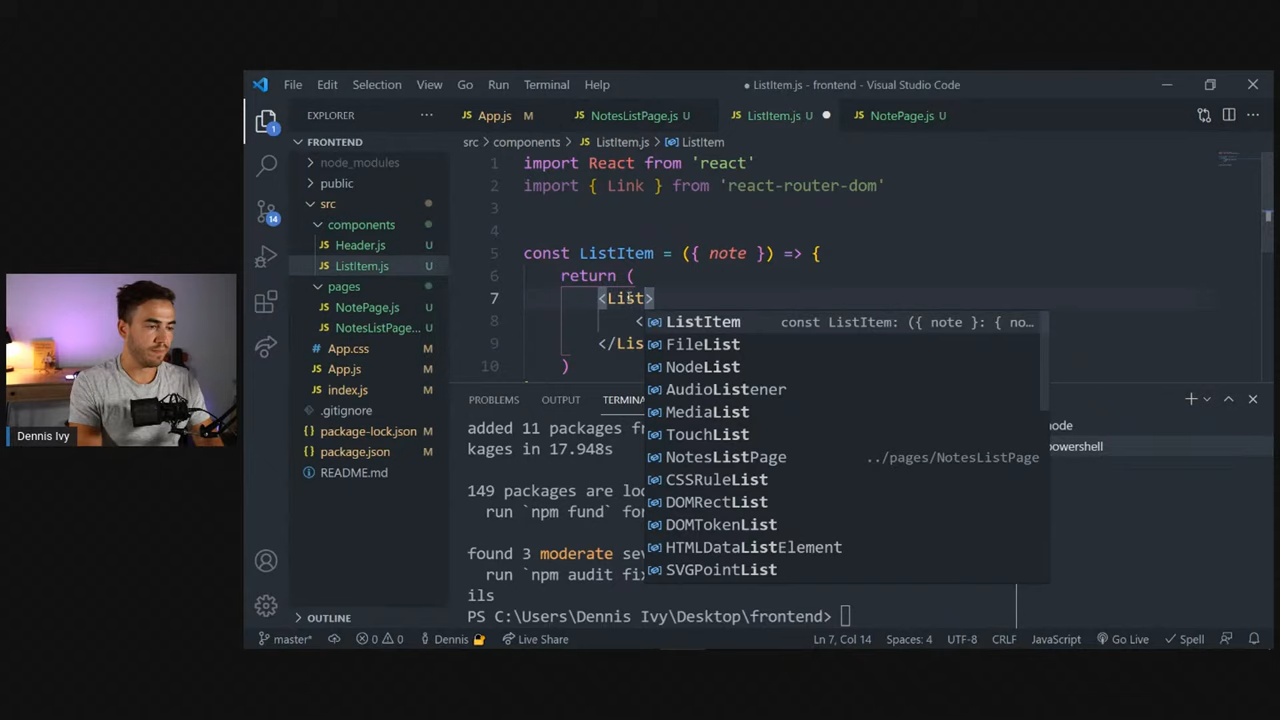 File Edit Selection View Go Run Terminal Help
● ListItem.js - frontend - Visual Studio Code
EXPLORER ···
JS App.js M
JS NotesListPage.js U
JS ListItem.js U ●
JS NotePage.js U
FRONTEND
node_modules
public
src
components
JS Header.js U
JS ListItem.js U
pages
JS NotePage.js U
JS NotesListPage... U
App.css M
JS App.js M
JS index.js M
.gitignore
{} package-lock.json M
{} package.json M
README.md
OUTLINE
1
14
src > components > JS ListItem.js > ListItem
1 import React from 'react'
2 import { Link } from 'react-router-dom'
3
4
5 const ListItem = ({ note }) => {
6 return (
7 <List>
8 <
9 </Lis
10 )
ListItem const ListItem: ({ note }: { no...
FileList
NodeList
AudioListener
MediaList
TouchList
NotesListPage ../pages/NotesListPage
CSSRuleList
DOMRectList
DOMTokenList
HTMLDataListElement
SVGPointList
PROBLEMS OUTPUT TERMINA
added 11 packages fr
kages in 17.948s
149 packages are loo
run `npm fund` for
found 3 moderate sev
run `npm audit fix
ils
PS C:\Users\Dennis Ivy\Desktop\frontend>
ode
powershell
master* 0 0 Dennis Live Share
Ln 7, Col 14 Spaces: 4 UTF-8 CRLF JavaScript Go Live Spell
Dennis Ivy